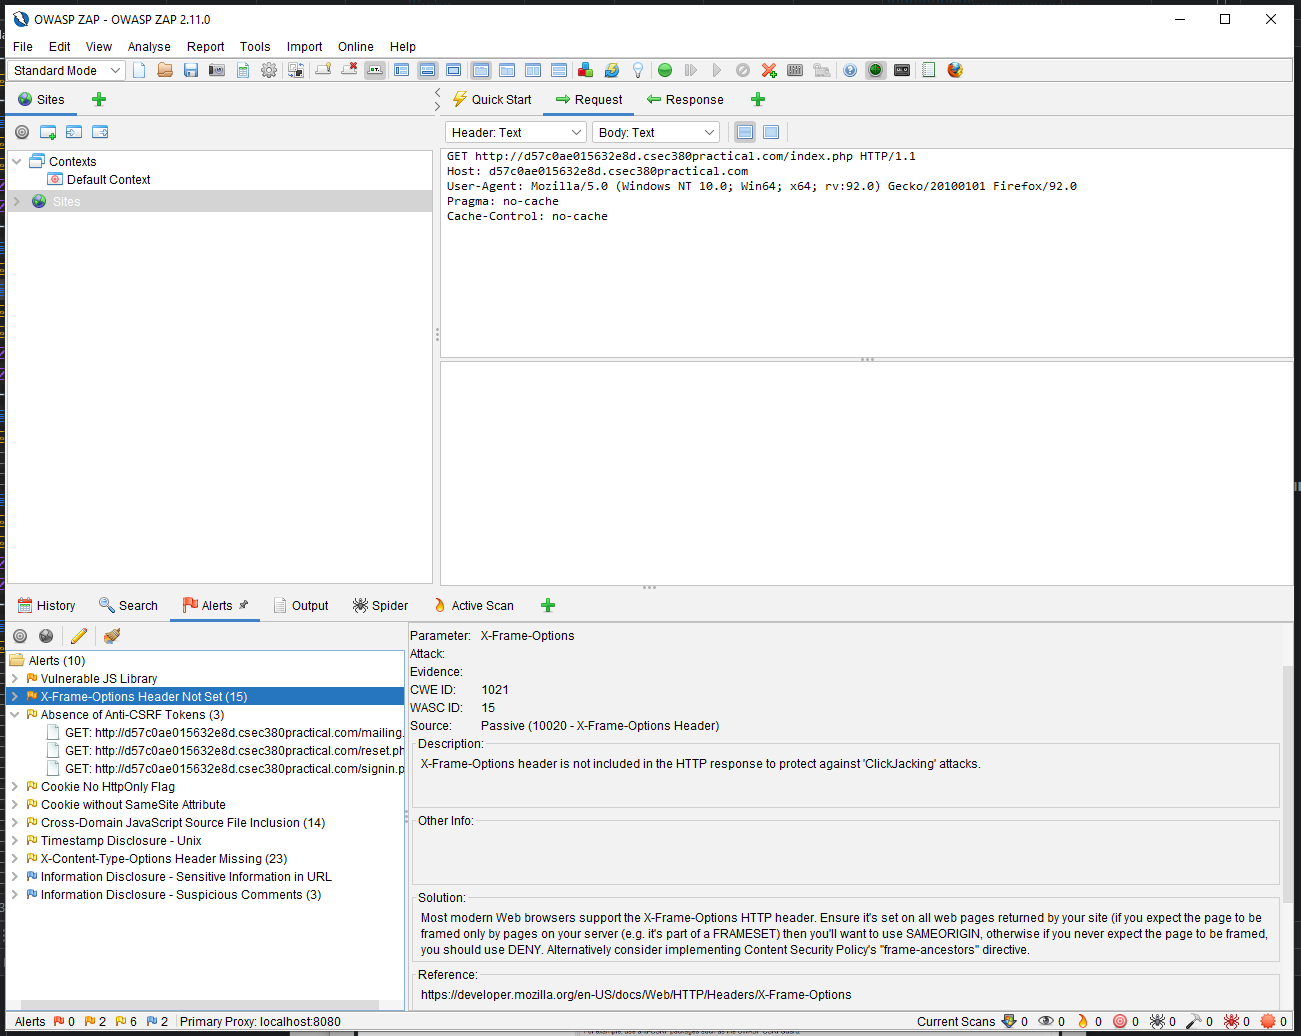 OWASP ZAP - OWASP ZAP 2.11.0
File Edit View Analyse Report Tools Import Online Help
Standard Mode
Sites
Quick Start Request Response
Header: Text Body: Text
Contexts
Default Context
Sites
GET http://d57c0ae015632e8d.csec380practical.com/index.php HTTP/1.1
Host: d57c0ae015632e8d.csec380practical.com
User-Agent: Mozilla/5.0 (Windows NT 10.0; Win64; x64; rv:92.0) Gecko/20100101 Firefox/92.0
Pragma: no-cache
Cache-Control: no-cache
History Search Alerts Output Spider Active Scan
Alerts (10)
Vulnerable JS Library
X-Frame-Options Header Not Set (15)
Absence of Anti-CSRF Tokens (3)
GET: http://d57c0ae015632e8d.csec380practical.com/mailing.
GET: http://d57c0ae015632e8d.csec380practical.com/reset.ph
GET: http://d57c0ae015632e8d.csec380practical.com/signin.p
Cookie No HttpOnly Flag
Cookie without SameSite Attribute
Cross-Domain JavaScript Source File Inclusion (14)
Timestamp Disclosure - Unix
X-Content-Type-Options Header Missing (23)
Information Disclosure - Sensitive Information in URL
Information Disclosure - Suspicious Comments (3)
Parameter: X-Frame-Options
Attack:
Evidence:
CWE ID: 1021
WASC ID: 15
Source: Passive (10020 - X-Frame-Options Header)
Description:
X-Frame-Options header is not included in the HTTP response to protect against 'ClickJacking' attacks.
Other Info:
Solution:
Most modern Web browsers support the X-Frame-Options HTTP header. Ensure it's set on all web pages returned by your site (if you expect the page to be
framed only by pages on your server (e.g. it's part of a FRAMESET) then you'll want to use SAMEORIGIN, otherwise if you never expect the page to be framed,
you should use DENY. Alternatively consider implementing Content Security Policy's "frame-ancestors" directive.
Reference:
https://developer.mozilla.org/en-US/docs/Web/HTTP/Headers/X-Frame-Options
Alerts 0 2 6 2 Primary Proxy: localhost:8080 Current Scans 0 0 0 0 0 0 0 0